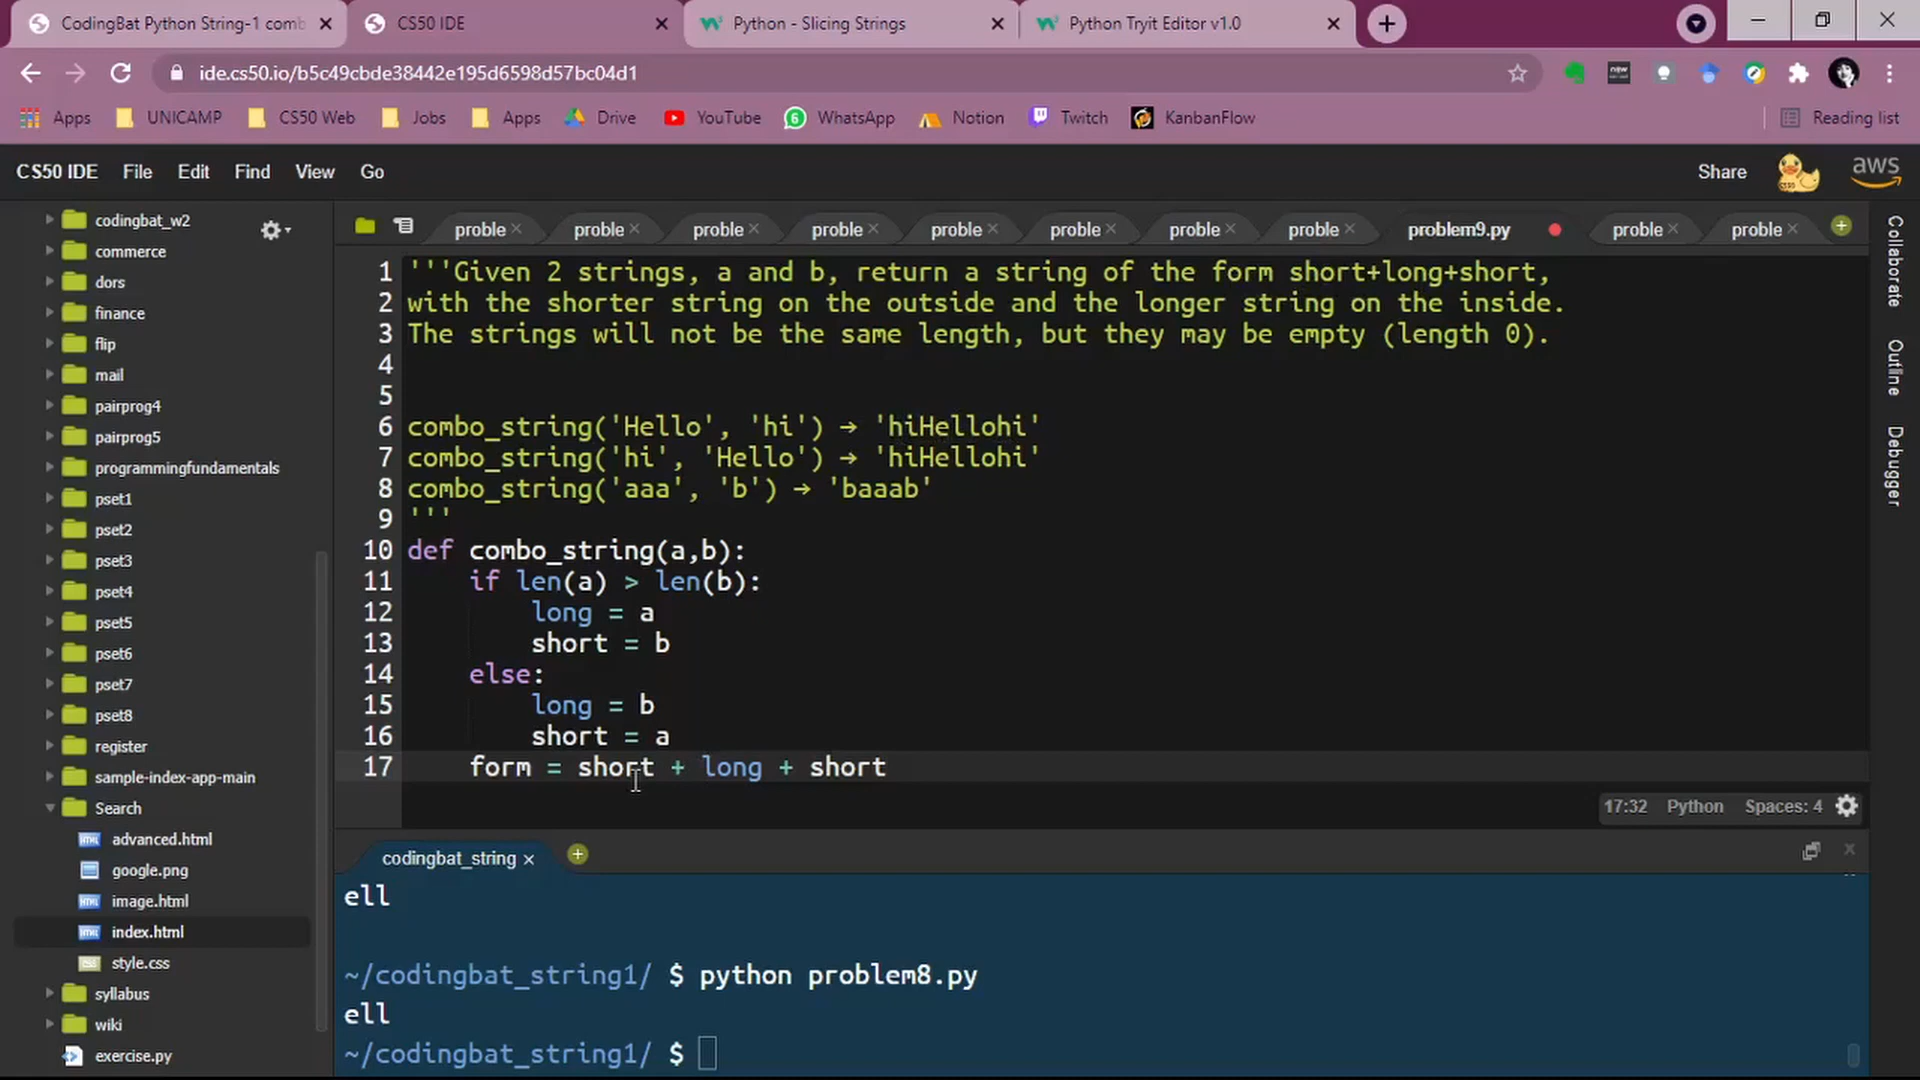 CodingBat Python String-1 comb
CS50 IDE
Python - Slicing Strings
Python Tryit Editor v1.0
ide.cs50.io/b5c49cbde38442e195d6598d57bc04d1
Apps
UNICAMP
CS50 Web
Jobs
Apps
Drive
YouTube
6
WhatsApp
Notion
Twitch
KanbanFlow
Reading list
CS50 IDE
File
Edit
Find
View
Go
Share
aws
codingbat_w2
commerce
dors
finance
flip
mail
pairprog4
pairprog5
programmingfundamentals
pset1
pset2
pset3
pset4
pset5
pset6
pset7
pset8
register
sample-index-app-main
Search
advanced.html
google.png
image.html
index.html
style.css
syllabus
wiki
exercise.py
proble
proble
proble
proble
proble
proble
proble
proble
problem9.py
proble
proble
1 '''Given 2 strings, a and b, return a string of the form short+long+short,
2 with the shorter string on the outside and the longer string on the inside.
3 The strings will not be the same length, but they may be empty (length 0).
4
5
6 combo_string('Hello', 'hi') → 'hiHellohi'
7 combo_string('hi', 'Hello') → 'hiHellohi'
8 combo_string('aaa', 'b') → 'baaab'
9 '''
10 def combo_string(a,b):
11 if len(a) > len(b):
12 long = a
13 short = b
14 else:
15 long = b
16 short = a
17 form = short + long + short
17:32 Python Spaces: 4
Collaborate
Outline
Debugger
codingbat_string
ell
~/codingbat_string1/ $ python problem8.py
ell
~/codingbat_string1/ $